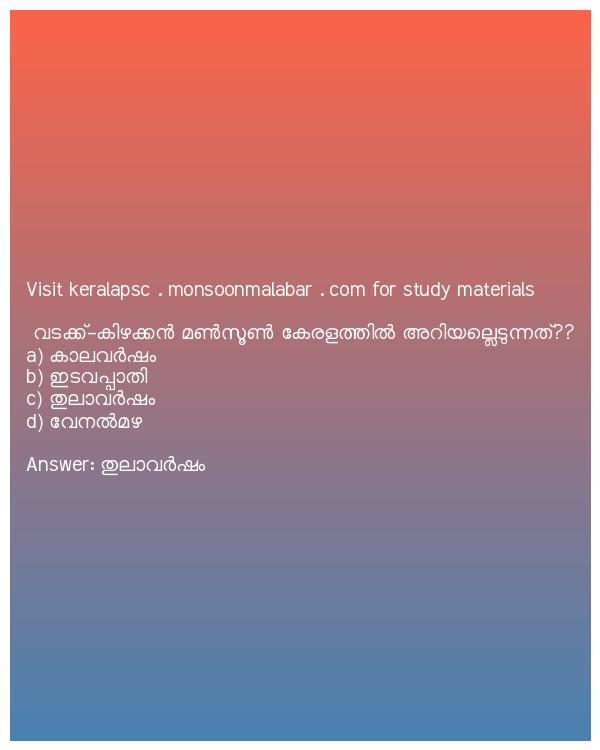 Visit keralapsc . monsoonmalabar . com for study materials
വടക്ക്-കിഴക്കൻ മൺസൂൺ കേരളത്തിൽ അറിയല്ലെടുന്നത്??
a) കാലവർഷം
b) ഇടവപ്പാതി
c) തുലാവർഷം
d) വേനൽമഴ
Answer: തുലാവർഷം